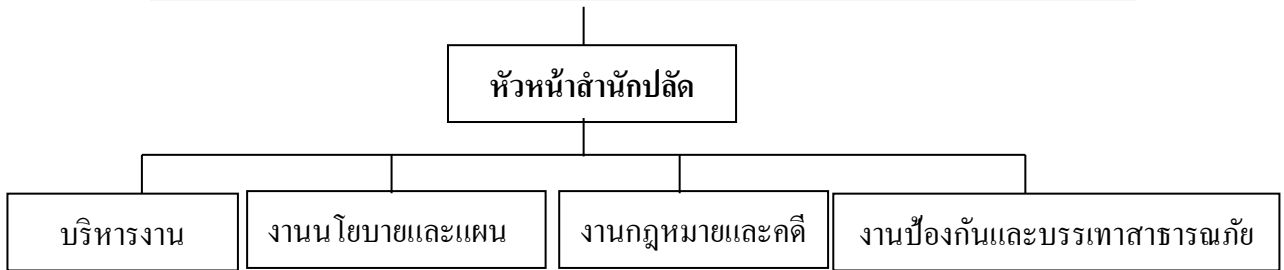 หัวหน้าสำนักปลัด
บริหารงาน
งานนโยบายและแผน
งานกฎหมายและคดี
งานป้องกันและบรรเทาสาธารณภัย